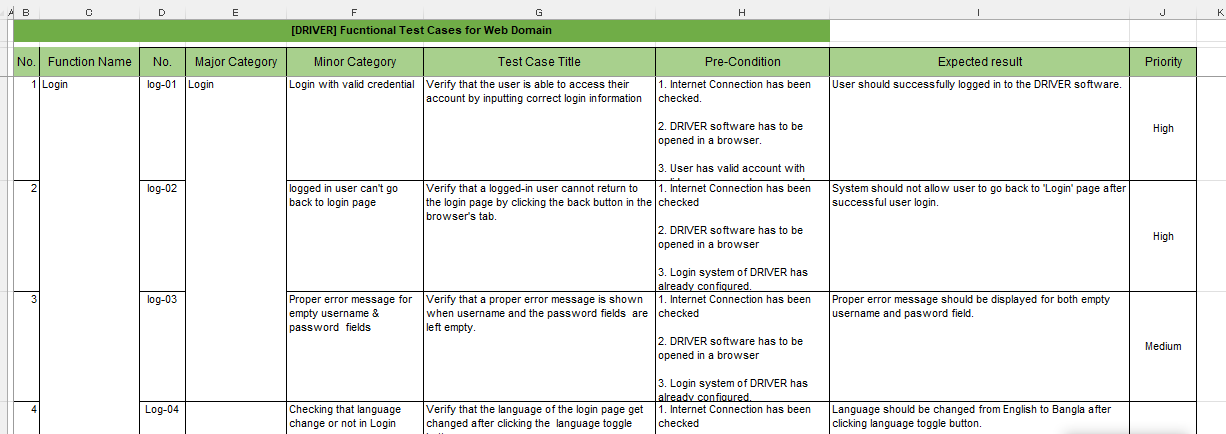 A B C D E F G H I J K
[DRIVER] Fucntional Test Cases for Web Domain
No. Function Name No. Major Category Minor Category Test Case Title Pre-Condition Expected result Priority
1 Login log-01 Login
Login with valid credential
Verify that the user is able to access their
account by inputting correct login information
1. Internet Connection has been
checked.
2. DRIVER software has to be
opened in a browser.
3. User has valid account with
User should successfully logged in to the DRIVER software.
High
2 log-02
logged in user can't go
back to login page
Verify that a logged-in user cannot return to
the login page by clicking the back button in the
browser's tab.
1. Internet Connection has been
checked
2. DRIVER software has to be
opened in a browser
3. Login system of DRIVER has
already configured.
System should not allow user to go back to 'Login' page after
successful user login.
High
3 log-03
Proper error message for
empty username &
password fields
Verify that a proper error message is shown
when username and the password fields are
left empty.
1. Internet Connection has been
checked
2. DRIVER software has to be
opened in a browser
3. Login system of DRIVER has
already configured.
Proper error message should be displayed for both empty
username and pasword field.
Medium
4 Log-04
Checking that language
change or not in Login
Verify that the language of the login page get
changed after clicking the language toggle
1. Internet Connection has been
checked
Language should be changed from English to Bangla after
clicking language toggle button.